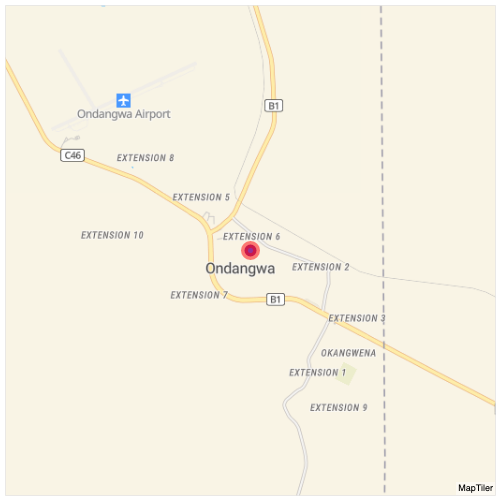 B1
Ondangwa Airport
C46
EXTENSION 8
EXTENSION 5
EXTENSION 10
EXTENSION 6
Ondangwa
EXTENSION 2
EXTENSION 7
B1
EXTENSION 3
OKANGWENA
EXTENSION 1
EXTENSION 9
MapTiler